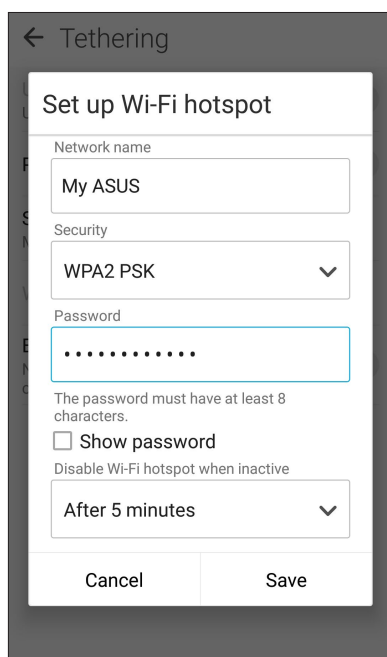 Tethering
Set up Wi-Fi hotspot
Network name
My ASUS
Security
WPA2 PSK
Password
••••••••••••
The password must have at least 8
characters.
Show password
Disable Wi-Fi hotspot when inactive
After 5 minutes
Cancel
Save